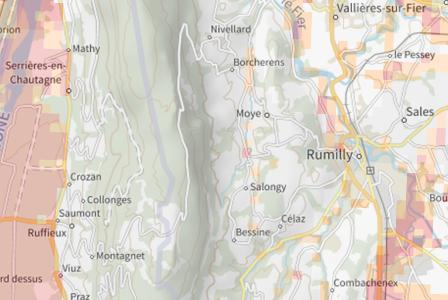 Vallières-sur-Fier
Fier
Nivellard
Mathy
le Pessey
Serrières-en-
Chautagne
Borcherens
Moye
Sales
Rumilly
Crozan
Salongy
Collonges
Saumont
Célaz
Ruffieux
Bessine
Montagnet
Viuz
rd dessus
Combachenex
Praz